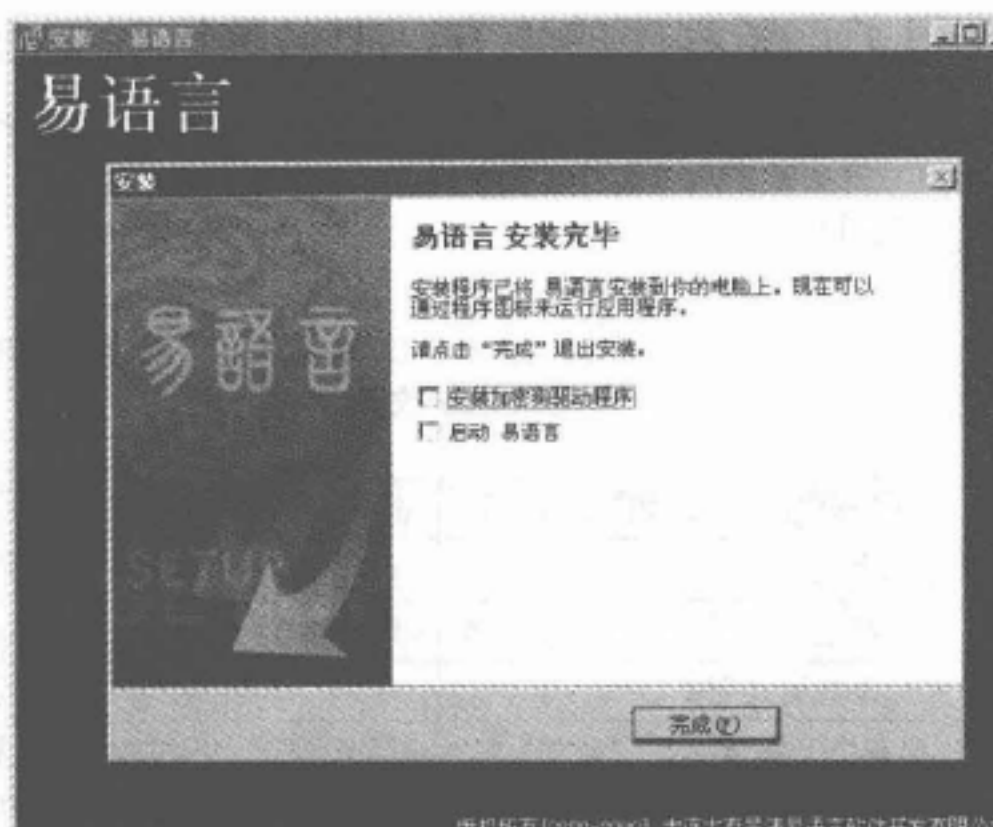 安装 易语言
易语言
安装
易語言
SETUP
易语言 安装完毕
安装程序已将 易语言安装到你的电脑上。现在可以
通过程序图标来运行应用程序。
请点击“完成”退出安装。
安装加密狗驱动程序
启动 易语言
完成(F)